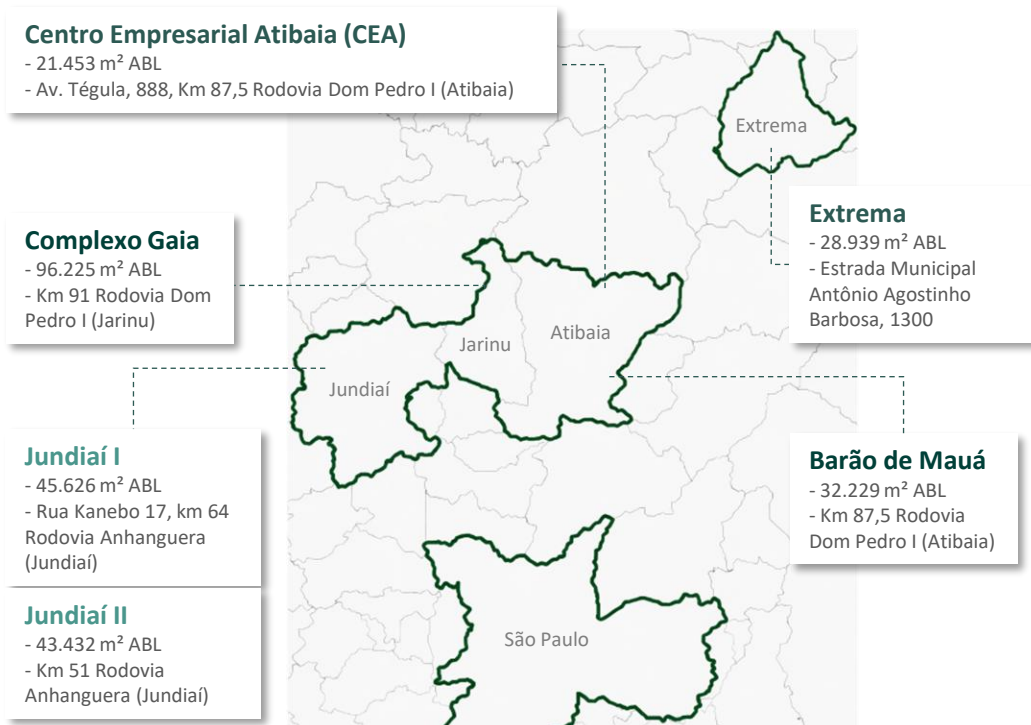 Centro Empresarial Atibaia (CEA)
- 21.453 m² ABL
- Av. Tégula, 888, Km 87,5 Rodovia Dom Pedro I (Atibaia)
Extrema
Extrema
- 28.939 m² ABL
- Estrada Municipal
Antônio Agostinho
Barbosa, 1300
Complexo Gaia
- 96.225 m² ABL
- Km 91 Rodovia Dom
Pedro I (Jarinu)
Atibaia
Jarinu
Jundiaí
Jundiaí I
- 45.626 m² ABL
- Rua Kanebo 17, km 64
Rodovia Anhanguera
(Jundiaí)
Barão de Mauá
- 32.229 m² ABL
- Km 87,5 Rodovia
Dom Pedro I (Atibaia)
Jundiaí II
- 43.432 m² ABL
- Km 51 Rodovia
Anhanguera (Jundiaí)
São Paulo